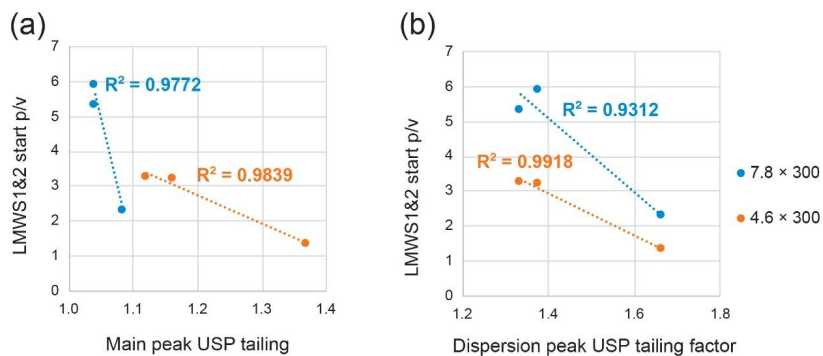 (a)
LMWS1&2 start p/v
7
6
5
4
3
2
1
0
R² = 0.9772
R² = 0.9839
1.0 1.1 1.2 1.3 1.4
Main peak USP tailing
(b)
LMWS1&2 start p/v
7
6
5
4
3
2
1
0
R² = 0.9312
R² = 0.9918
1.2 1.4 1.6 1.8
Dispersion peak USP tailing factor
7.8 × 300
4.6 × 300